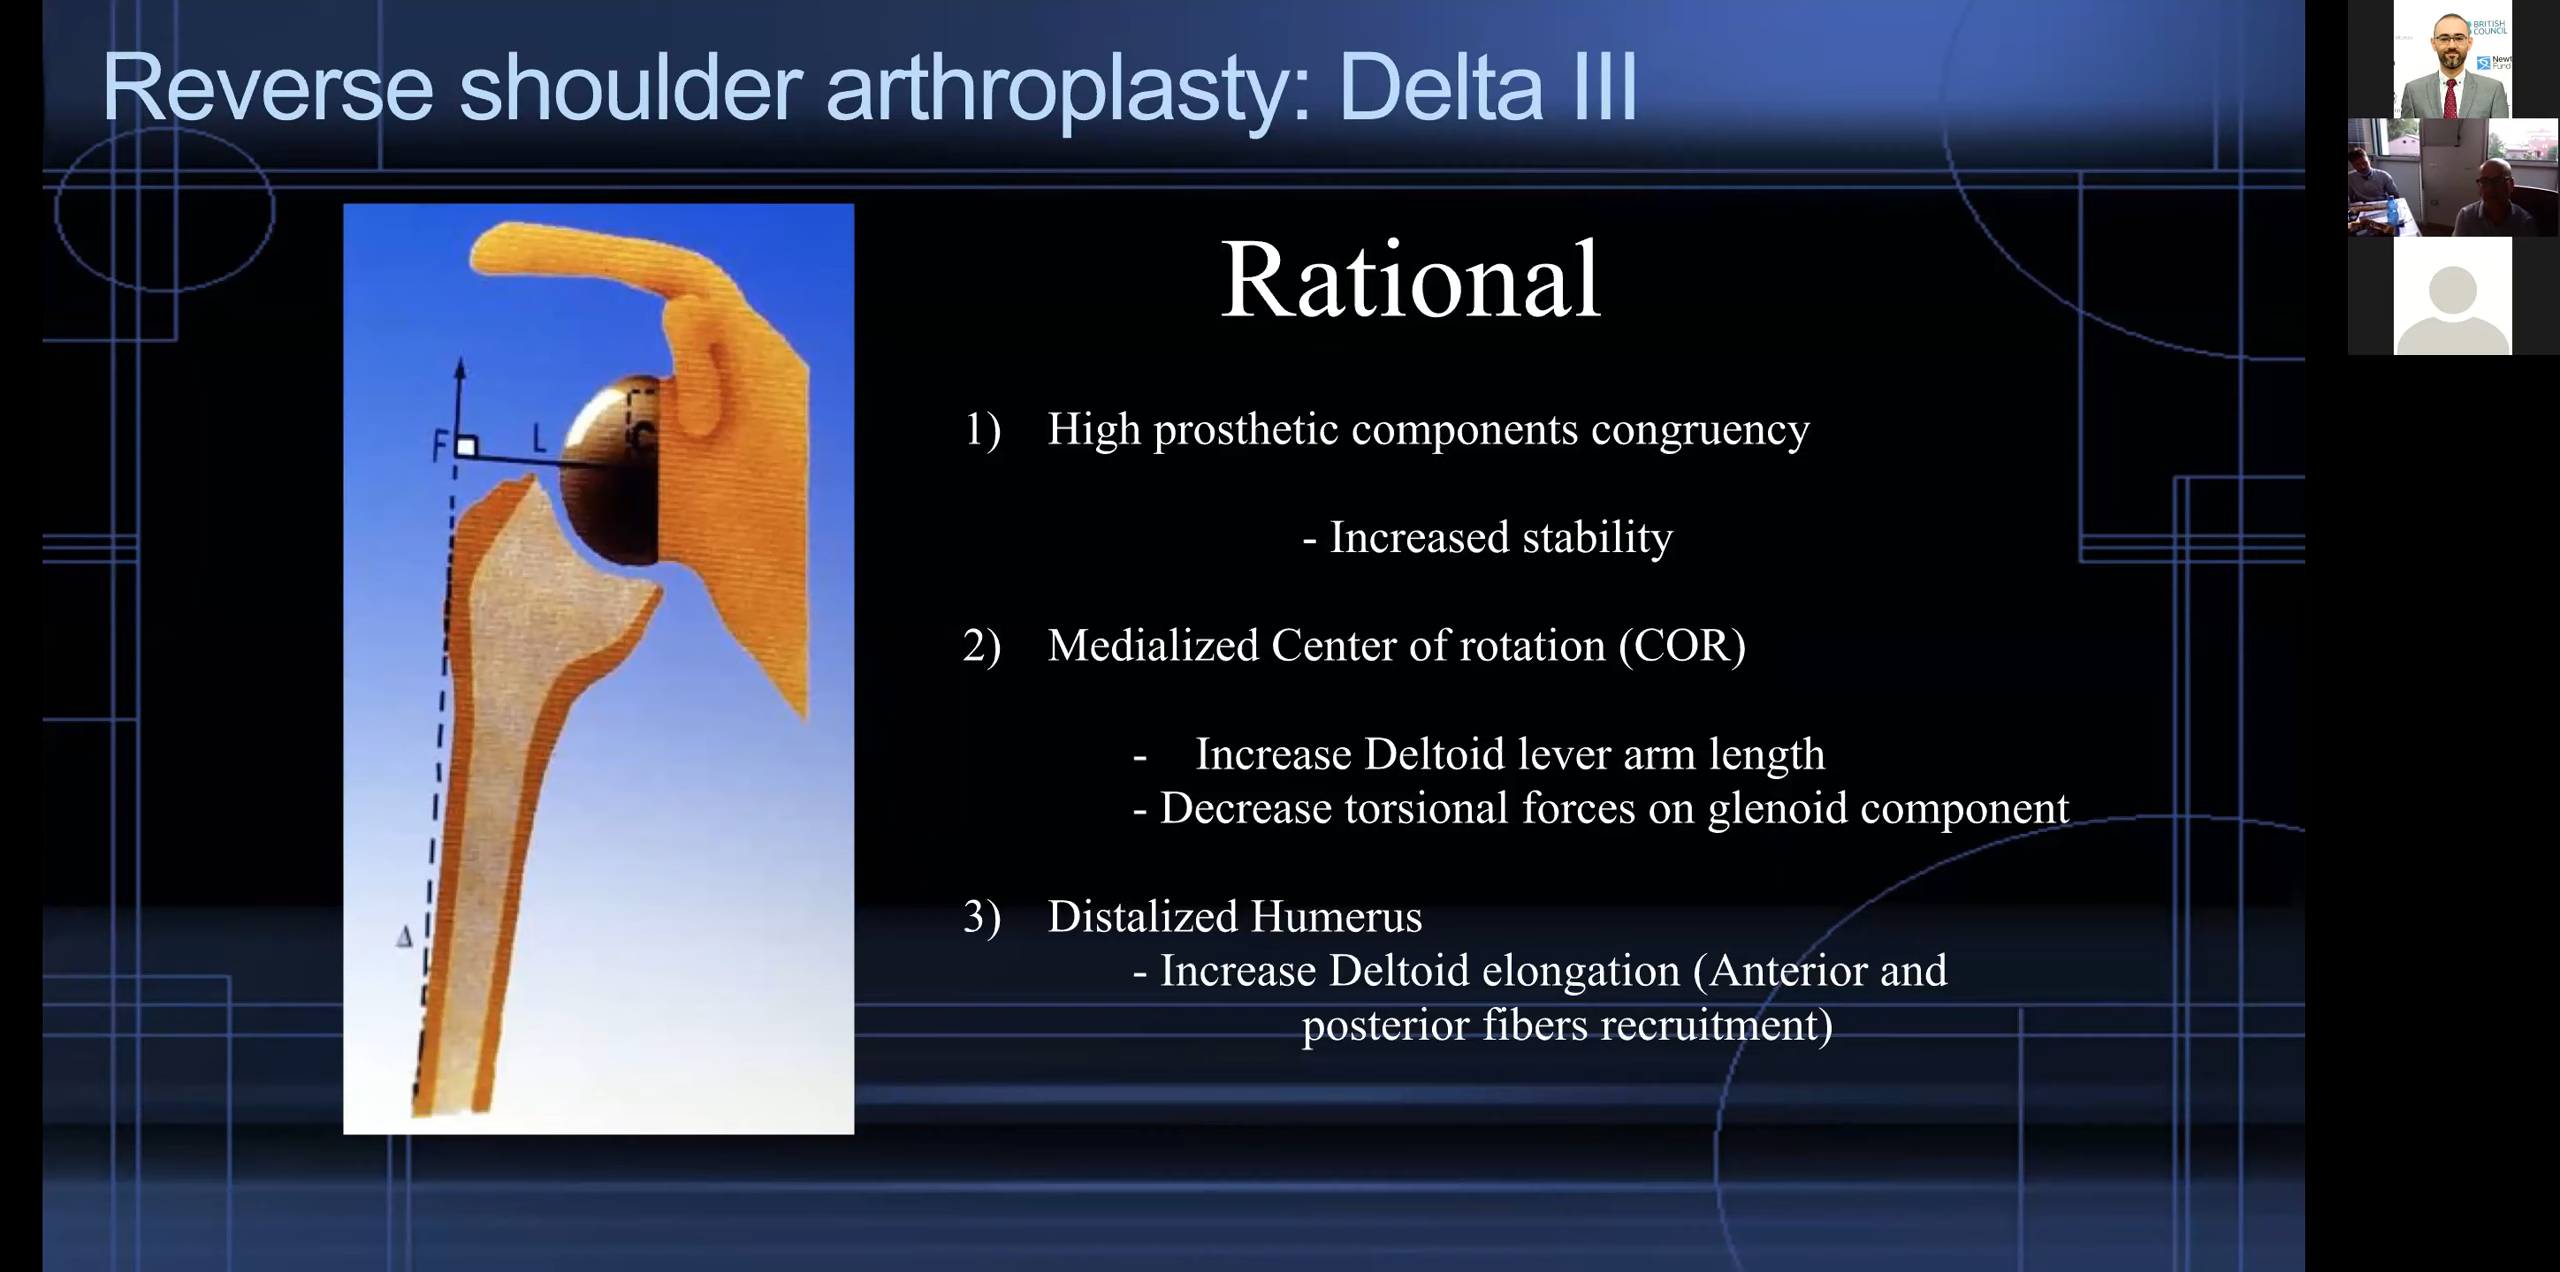 Reverse shoulder arthroplasty: Delta III
Rational
1) High prosthetic components congruency
- Increased stability
2) Medialized Center of rotation (COR)
- Increase Deltoid lever arm length
- Decrease torsional forces on glenoid component
3) Distalized Humerus
- Increase Deltoid elongation (Anterior and
posterior fibers recruitment)
F
L
C
Δ
BRITISH
COUNCIL
Fund